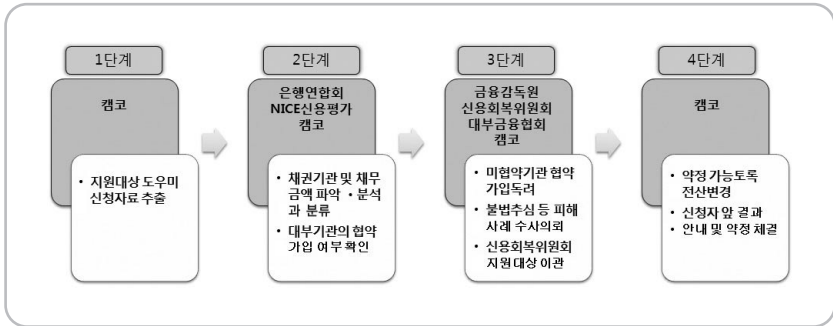 1단계
캠코
• 지원대상 도우미
신청자료 추출
2단계
은행연합회
NICE신용평가
캠코
• 채권기관 및 채무
금액 파악 • 분석
과 분류
• 대부기관의 협약
가입 여부 확인
3단계
금융감독원
신용회복위원회
대부금융협회
캠코
• 미협약기관 협약
가입독려
• 불법추심 등 피해
사례 수사의뢰
• 신용회복위원회
지원대상 이관
4단계
캠코
• 약정 가능토록
전산변경
• 신청자 앞 결과
• 안내 및 약정 체결